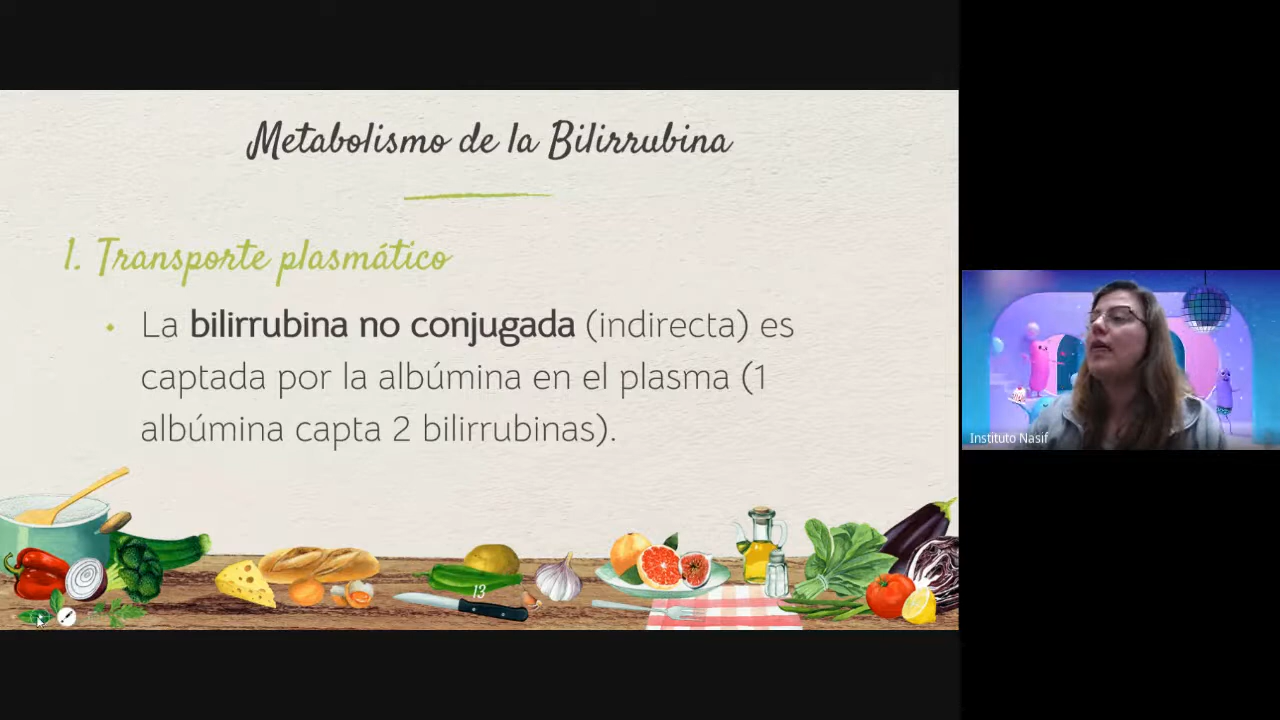 Metabolismo de la Bilirrubina
1. Transporte plasmático
• La bilirrubina no conjugada (indirecta) es
captada por la albúmina en el plasma (1
albúmina capta 2 bilirrubinas).
13
Instituto Nasif